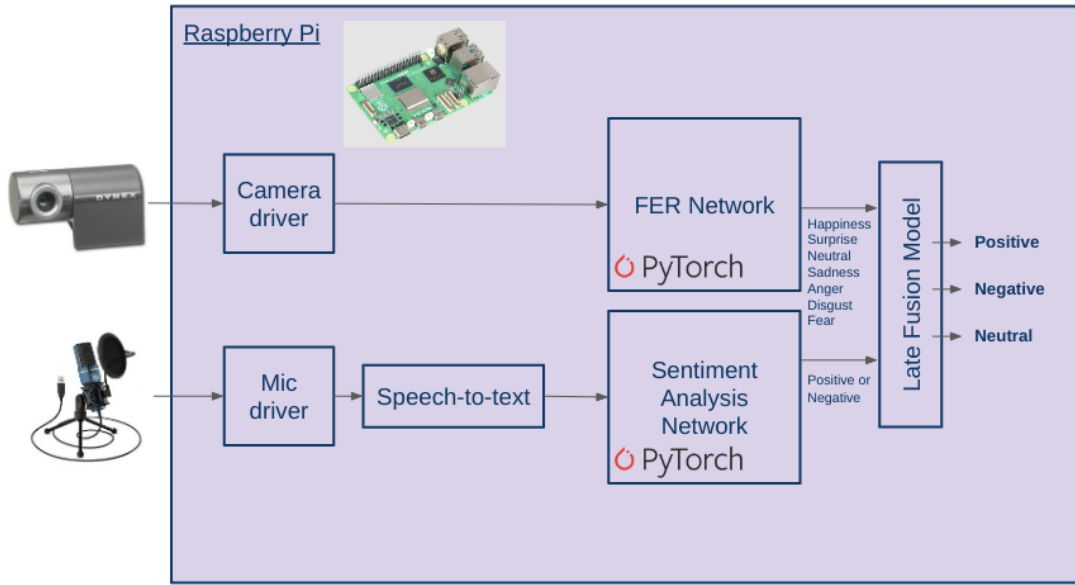 Raspberry Pi
DYNEX
Camera
driver
FER Network
PyTorch
Happiness
Surprise
Neutral
Sadness
Anger
Disgust
Fear
Mic
driver
Speech-to-text
Sentiment
Analysis
Network
PyTorch
Positive or
Negative
Late Fusion Model
Positive
Negative
Neutral